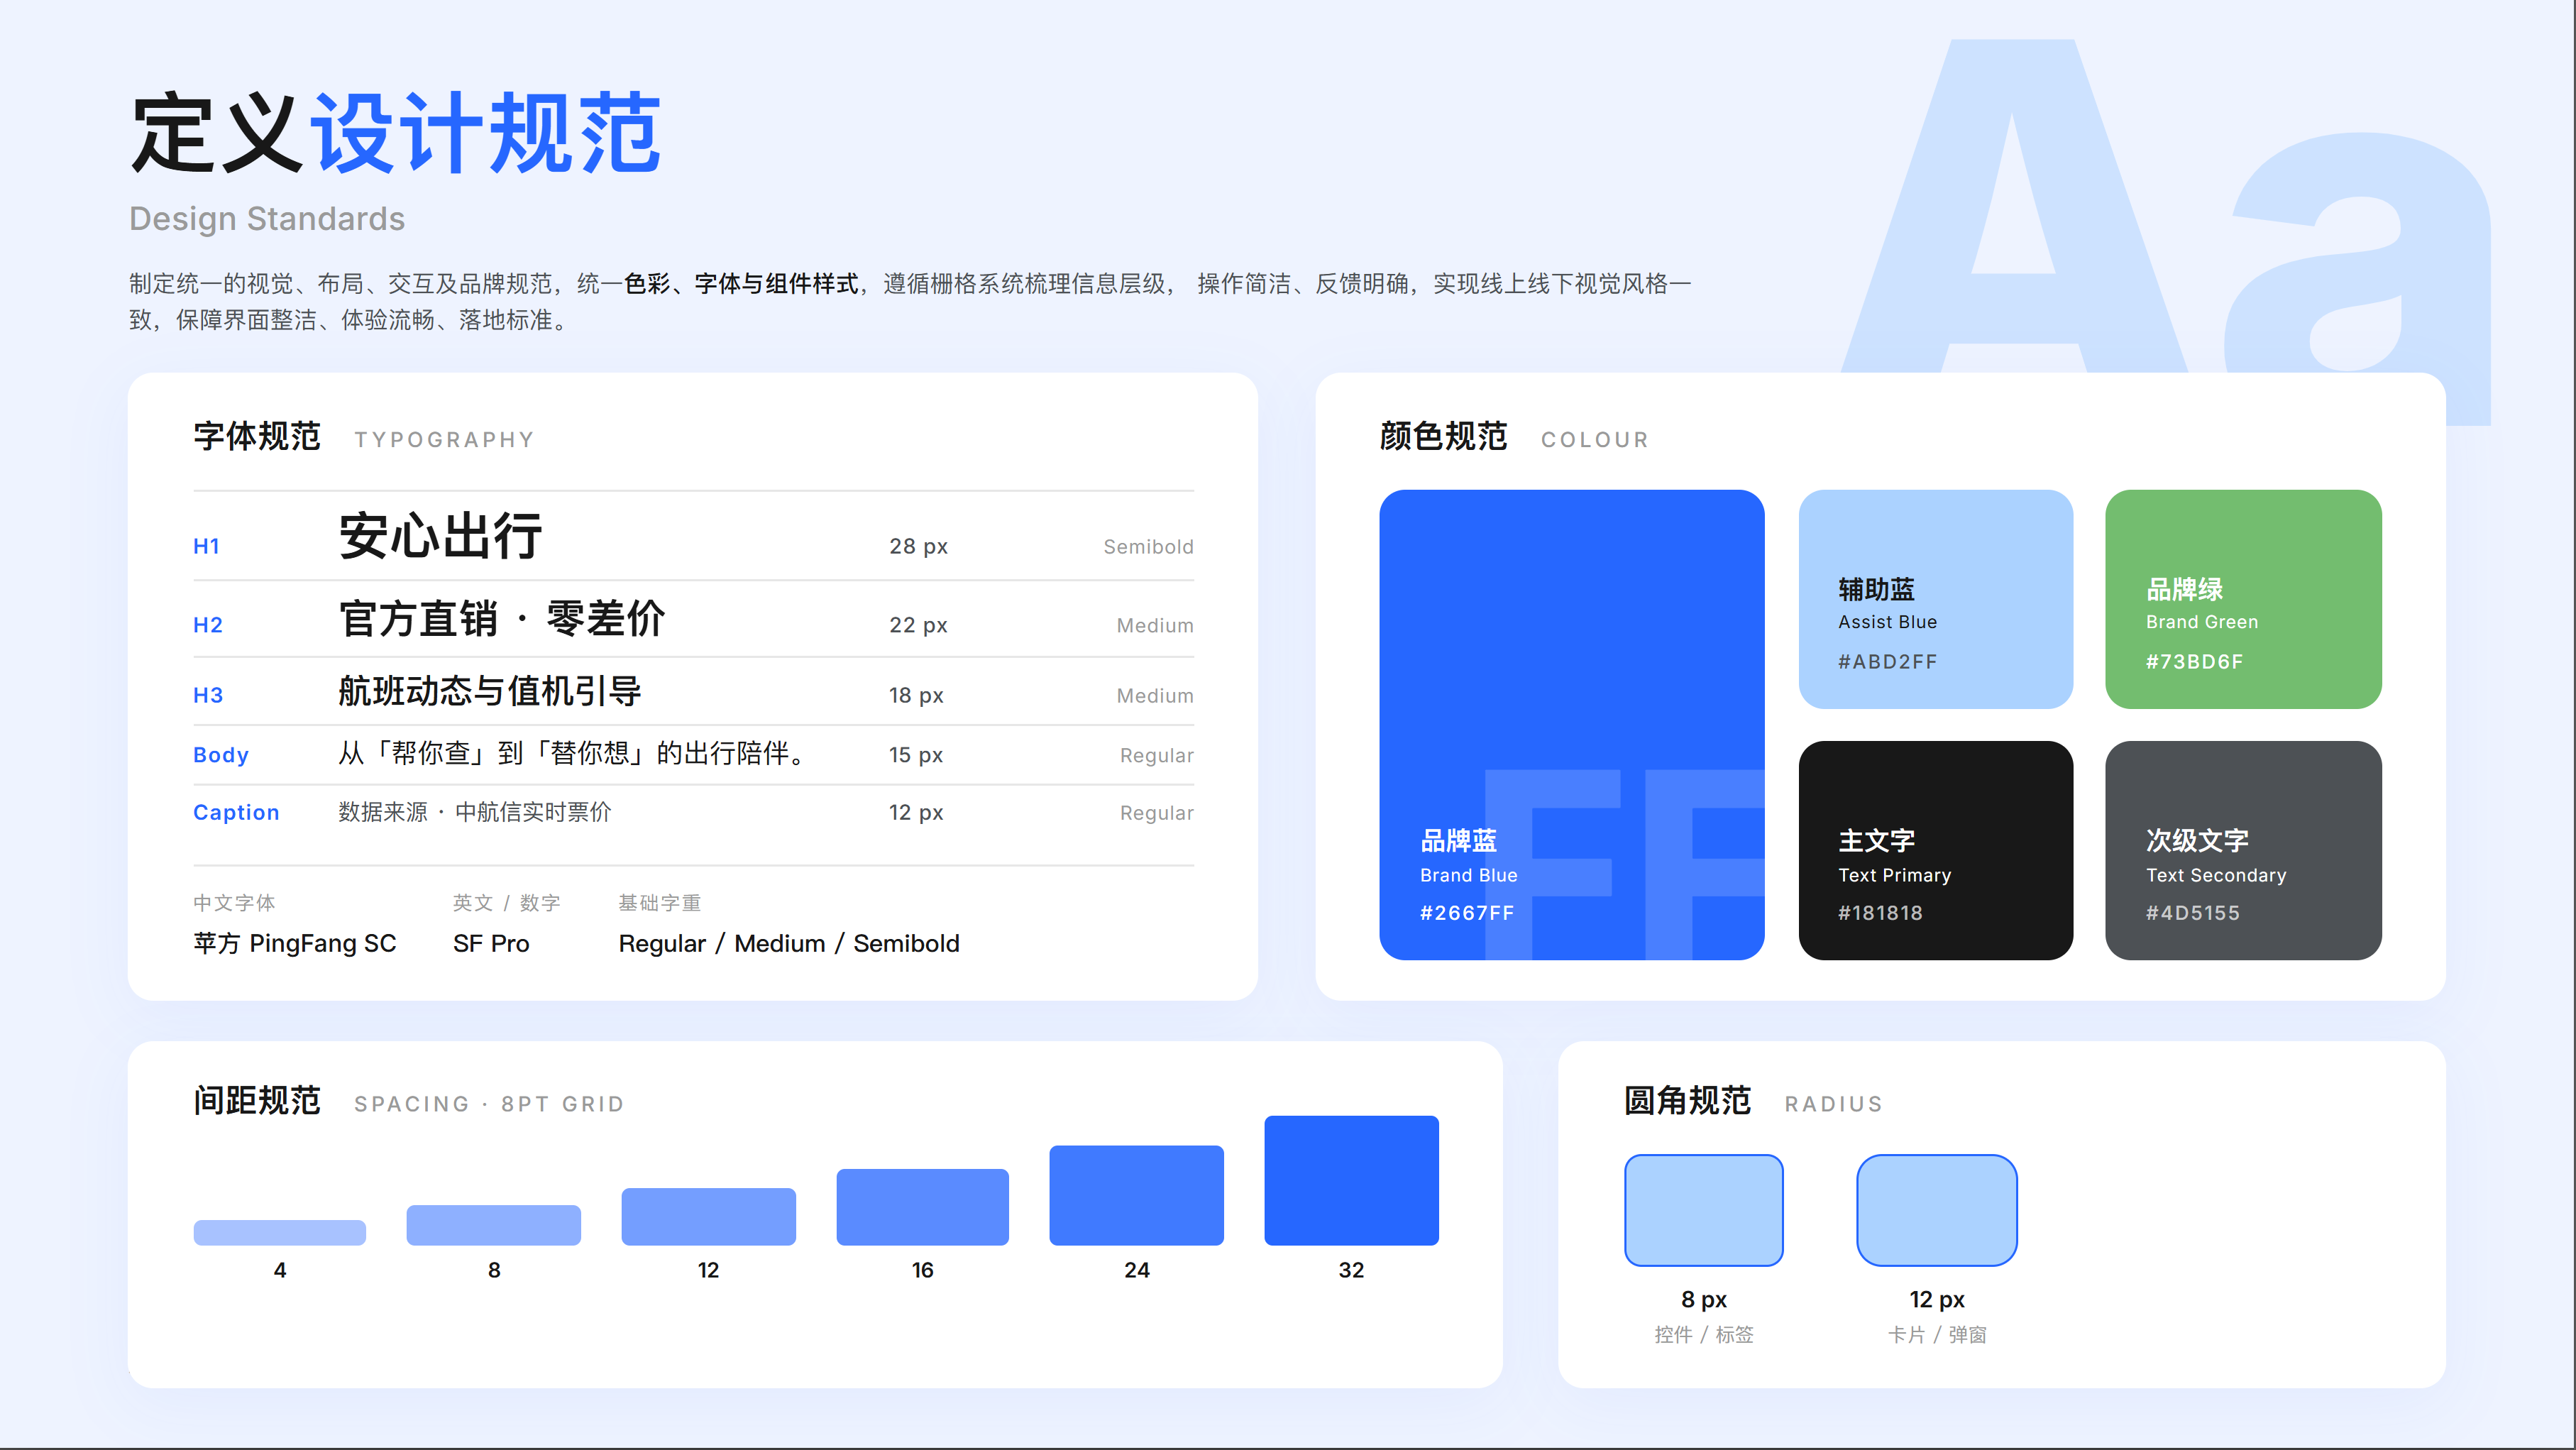 Aa
定义设计规范
Design Standards
制定统一的视觉、布局、交互及品牌规范，统一色彩、字体与组件样式，遵循栅格系统梳理信息层级， 操作简洁、反馈明确，实现线上线下视觉风格一
致，保障界面整洁、体验流畅、落地标准。
字体规范 TYPOGRAPHY
H1 安心出行 28 px Semibold
H2 官方直销 · 零差价 22 px Medium
H3 航班动态与值机引导 18 px Medium
Body 从「帮你查」到「替你想」的出行陪伴。 15 px Regular
Caption 数据来源 · 中航信实时票价 12 px Regular
中文字体 英文 / 数字 基础字重
苹方 PingFang SC SF Pro Regular / Medium / Semibold
颜色规范 COLOUR
FF
品牌蓝
Brand Blue
#2667FF
辅助蓝
Assist Blue
#ABD2FF
品牌绿
Brand Green
#73BD6F
主文字
Text Primary
#181818
次级文字
Text Secondary
#4D5155
间距规范 SPACING · 8PT GRID
4 8 12 16 24 32
圆角规范 RADIUS
8 px 12 px
控件 / 标签 卡片 / 弹窗